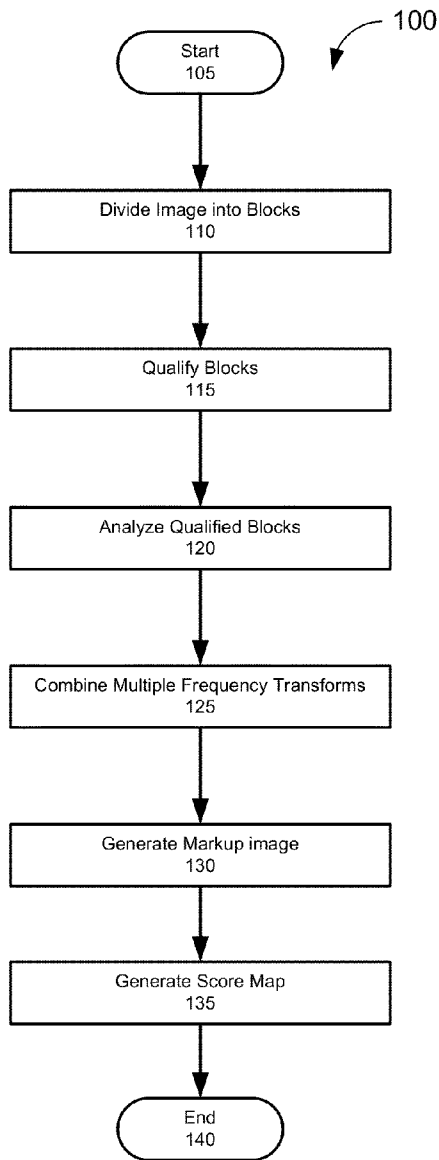 100
Start
105
Divide Image into Blocks
110
Qualify Blocks
115
Analyze Qualified Blocks
120
Combine Multiple Frequency Transforms
125
Generate Markup image
130
Generate Score Map
135
End
140